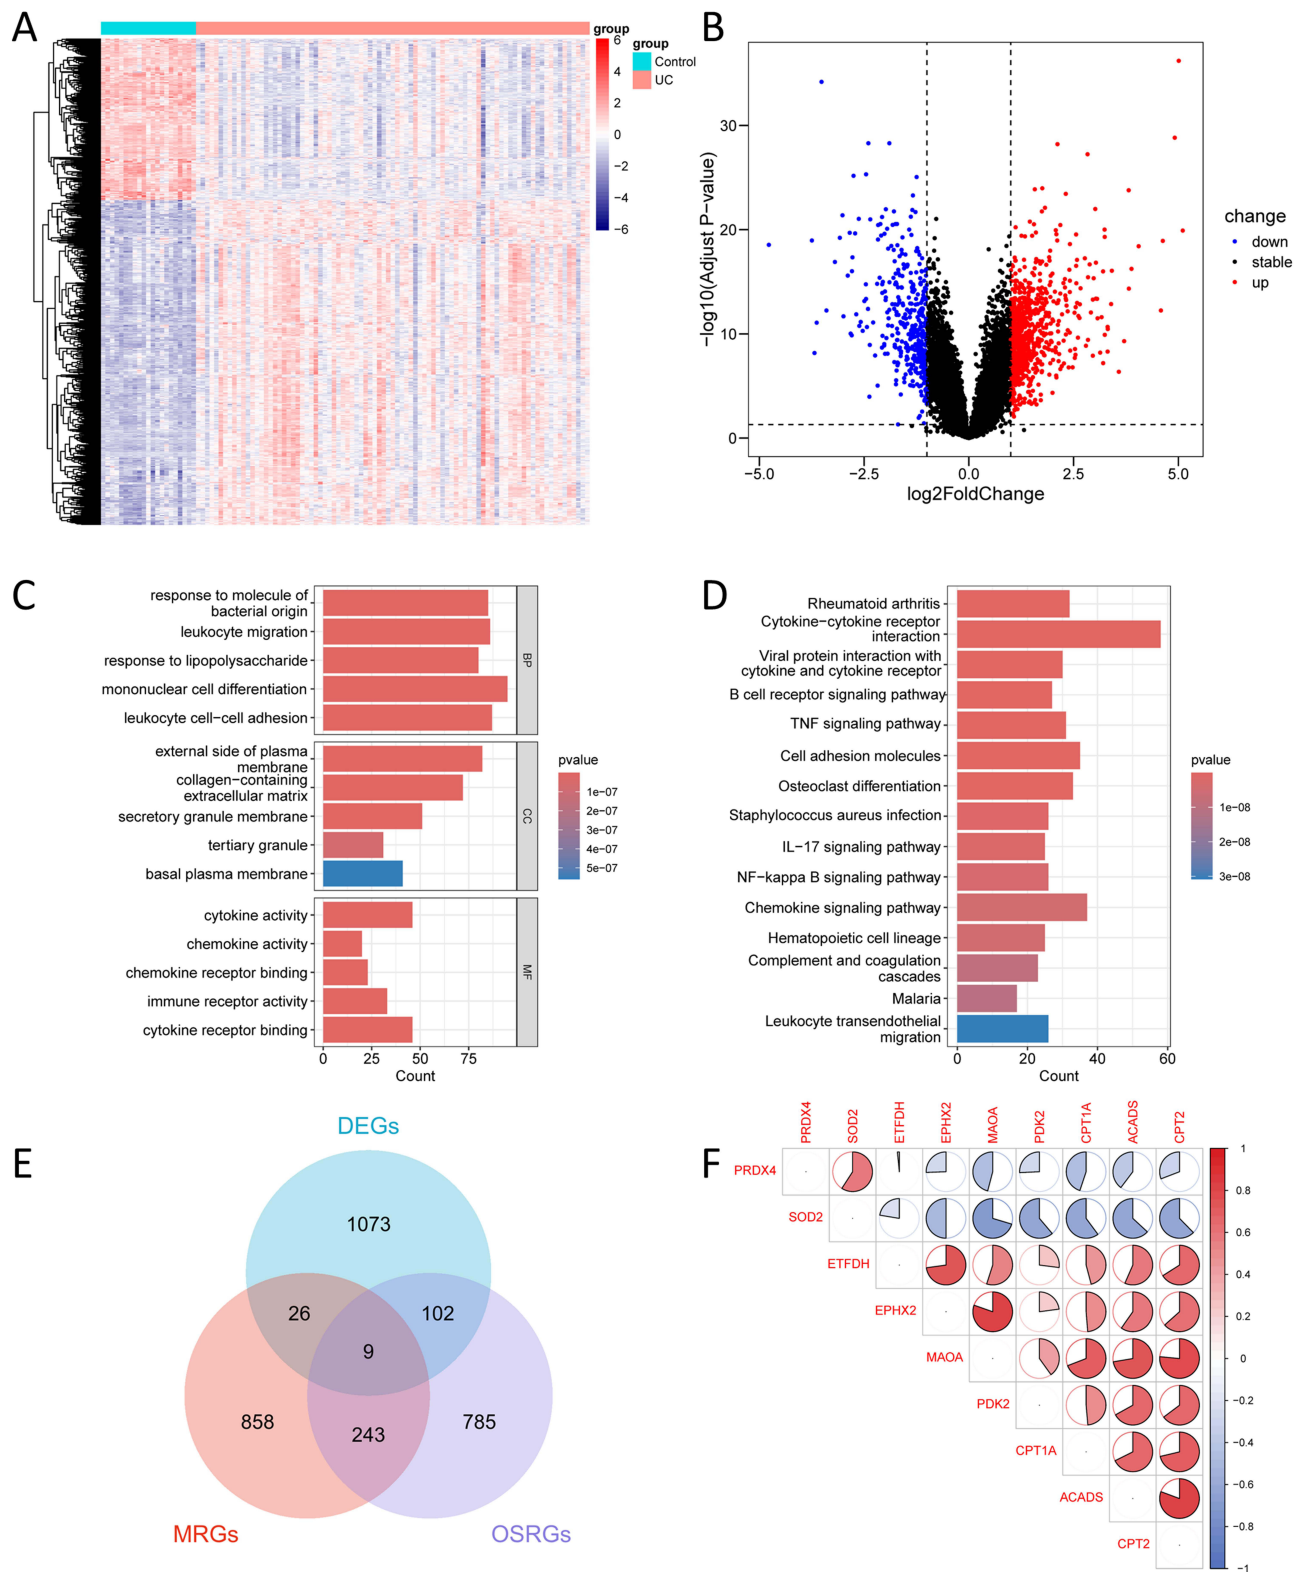 A
group
6
4
2
0
−2
−4
−6
group
Control
UC
B
−log10(Adjust P−value)
30
20
10
0
−5.0
−2.5
0.0
2.5
5.0
log2FoldChange
change
down
stable
up
C
response to molecule of
bacterial origin
leukocyte migration
response to lipopolysaccharide
mononuclear cell differentiation
leukocyte cell−cell adhesion
BP
external side of plasma
membrane
collagen−containing
extracellular matrix
secretory granule membrane
tertiary granule
basal plasma membrane
CC
cytokine activity
chemokine activity
chemokine receptor binding
immune receptor activity
cytokine receptor binding
MF
0
25
50
75
Count
pvalue
1e−07
2e−07
3e−07
4e−07
5e−07
D
Rheumatoid arthritis
Cytokine−cytokine receptor
interaction
Viral protein interaction with
cytokine and cytokine receptor
B cell receptor signaling pathway
TNF signaling pathway
Cell adhesion molecules
Osteoclast differentiation
Staphylococcus aureus infection
IL−17 signaling pathway
NF−kappa B signaling pathway
Chemokine signaling pathway
Hematopoietic cell lineage
Complement and coagulation
cascades
Malaria
Leukocyte transendothelial
migration
0
20
40
60
Count
pvalue
1e−08
2e−08
3e−08
E
DEGs
1073
26
102
9
858
243
785
MRGs
OSRGs
F
PRDX4
SOD2
ETFDH
EPHX2
MAOA
PDK2
CPT1A
ACADS
CPT2
PRDX4
SOD2
ETFDH
EPHX2
MAOA
PDK2
CPT1A
ACADS
CPT2
1
0.8
0.6
0.4
0.2
0
−0.2
−0.4
−0.6
−0.8
−1